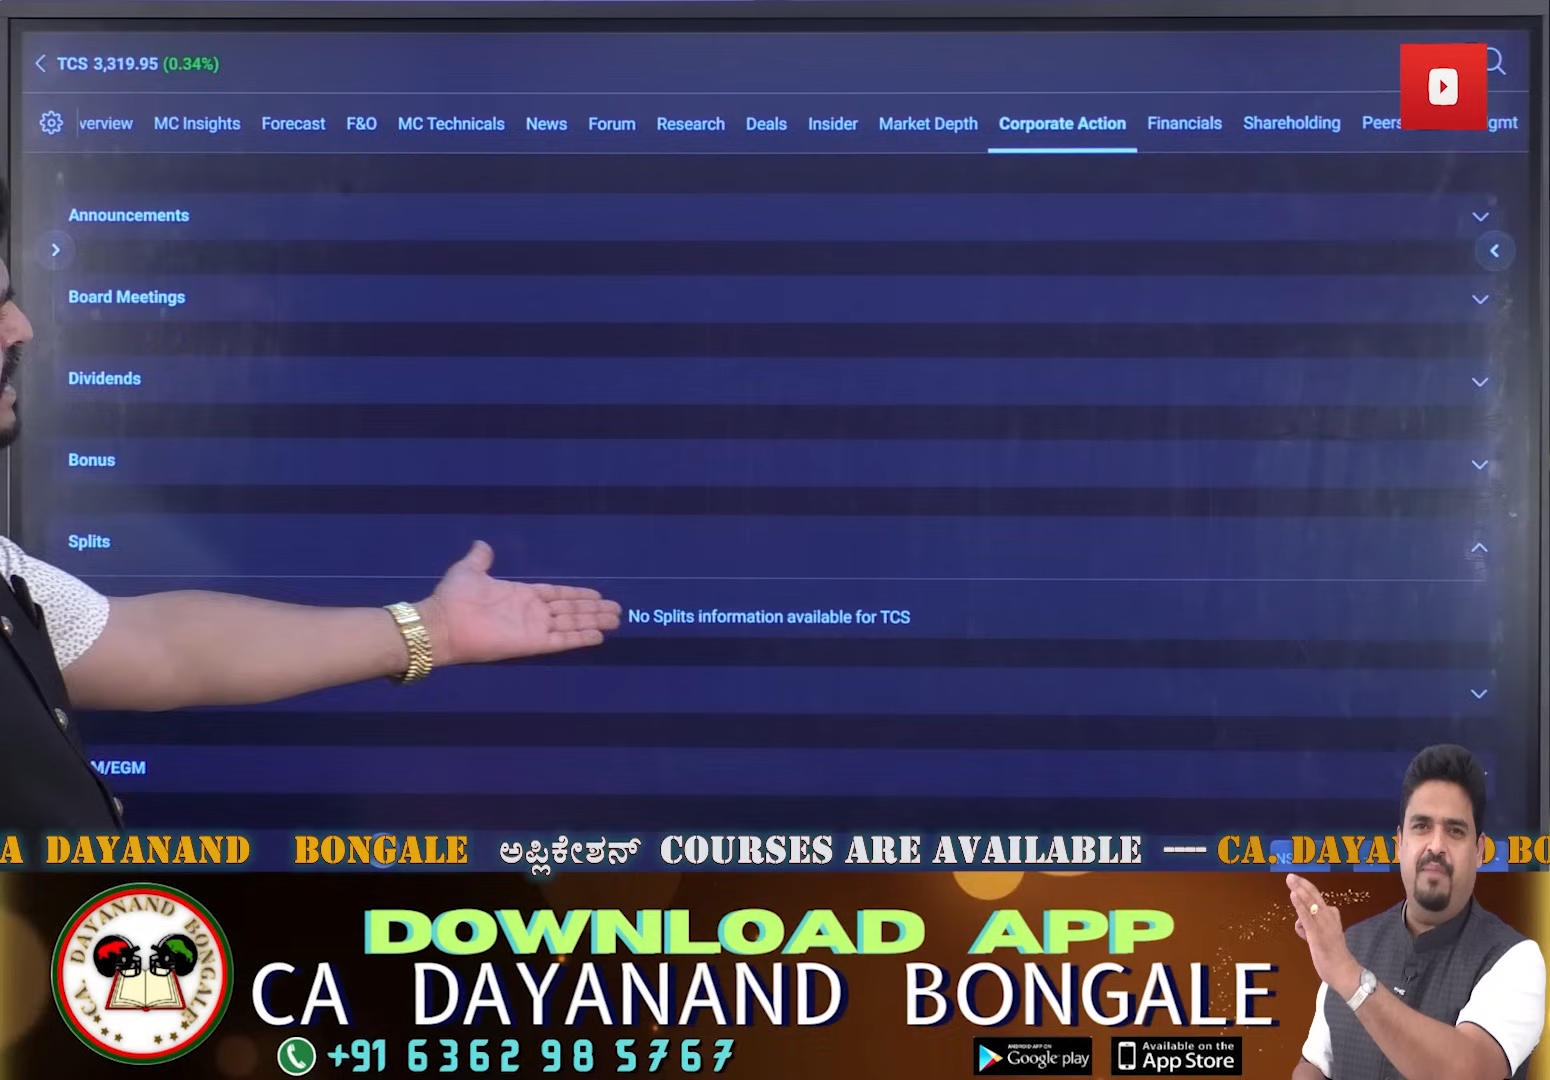 TCS 3,319.95 (0.34%)
verview MC Insights Forecast F&O MC Technicals News Forum Research Deals Insider Market Depth Corporate Action Financials Shareholding Peers gmt
Announcements
Board Meetings
Dividends
Bonus
Splits
No Splits information available for TCS
M/EGM
A DAYANAND BONGALE ಅಪ್ಲಿಕೇಶನ್ COURSES ARE AVAILABLE ---- CA. DAYA D BO
DOWNLOAD APP
CA DAYANAND BONGALE
+91 6362 98 5767
ANDROID APP ON
Google play
Available on the
App Store
CA. DAYANAND BONGALE